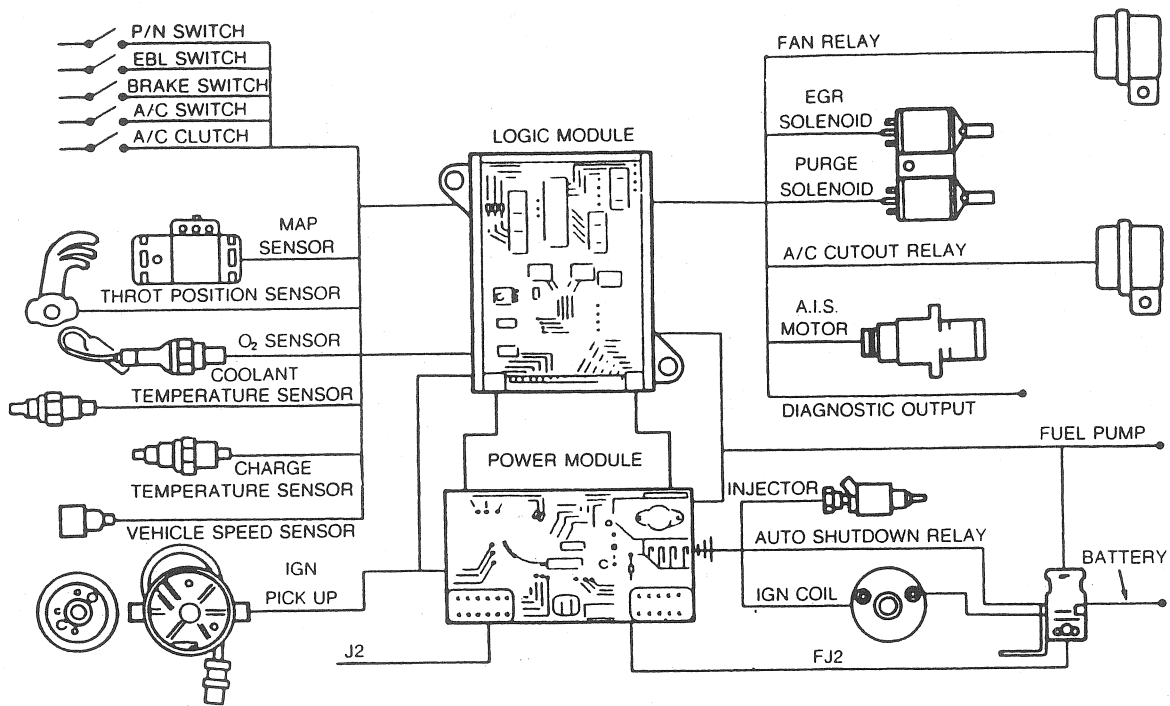 P/N SWITCH
EBL SWITCH
BRAKE SWITCH
A/C SWITCH
A/C CLUTCH
MAP
SENSOR
THROT POSITION SENSOR
O₂ SENSOR
COOLANT
TEMPERATURE SENSOR
CHARGE
TEMPERATURE SENSOR
VEHICLE SPEED SENSOR
IGN
PICK UP
J2
LOGIC MODULE
POWER MODULE
FAN RELAY
EGR
SOLENOID
PURGE
SOLENOID
A/C CUTOUT RELAY
A.I.S.
MOTOR
DIAGNOSTIC OUTPUT
FUEL PUMP
INJECTOR
AUTO SHUTDOWN RELAY
BATTERY
IGN COIL
FJ2